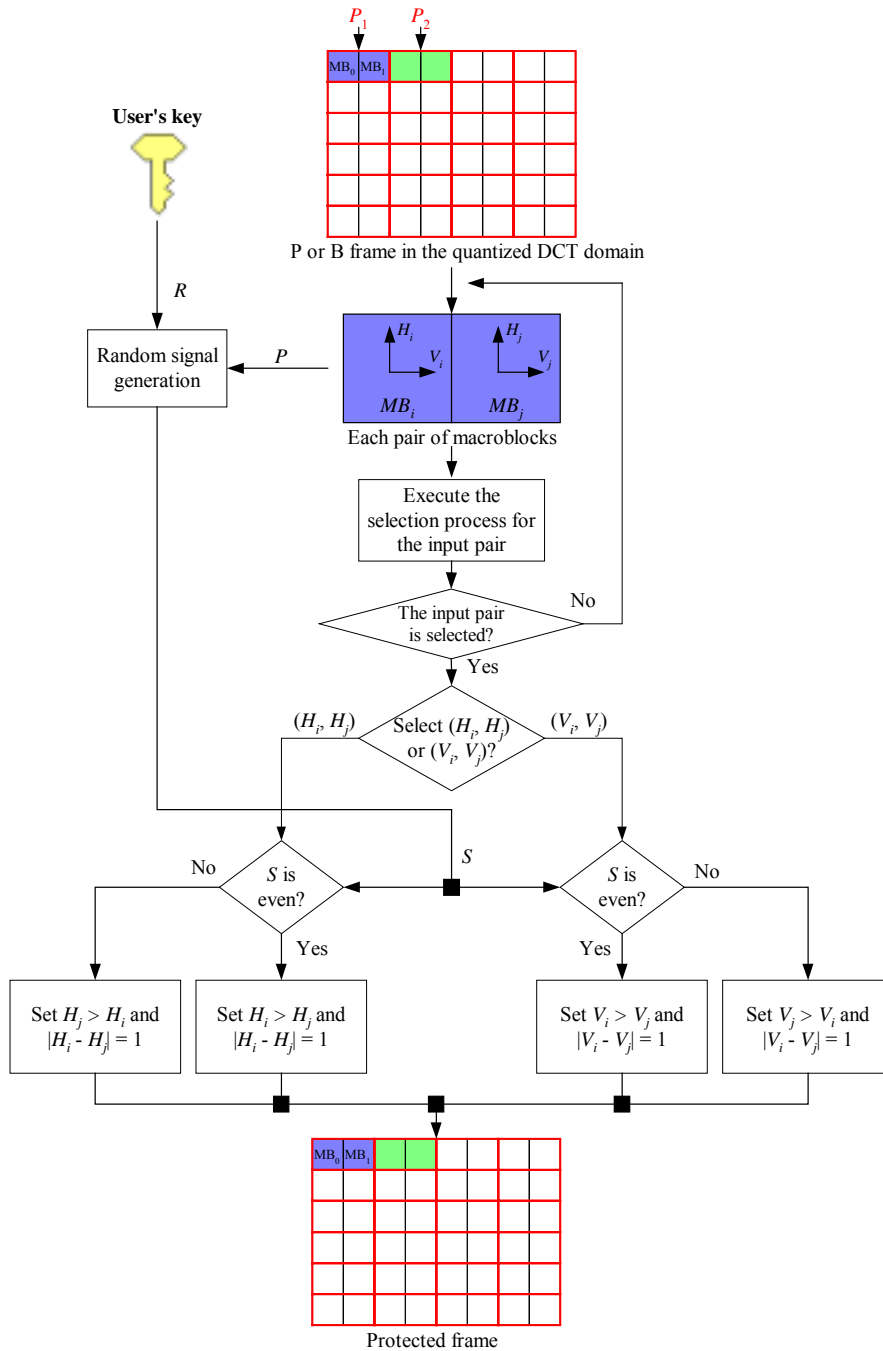 P₁ P₂
MB₀ MB₁
User's key
P or B frame in the quantized DCT domain
R
Hᵢ Hⱼ
Random signal
generation
P
Vᵢ Vⱼ
MBᵢ MBⱼ
Each pair of macroblocks
Execute the
selection process for
the input pair
The input pair
is selected?
No
Yes
(Hᵢ, Hⱼ)
Select (Hᵢ, Hⱼ)
or (Vᵢ, Vⱼ)?
(Vᵢ, Vⱼ)
No
S is
even?
S
S is
even?
No
Yes
Yes
Set Hⱼ > Hᵢ and
|Hᵢ - Hⱼ| = 1
Set Hᵢ > Hⱼ and
|Hᵢ - Hⱼ| = 1
Set Vᵢ > Vⱼ and
|Vᵢ - Vⱼ| = 1
Set Vⱼ > Vᵢ and
|Vᵢ - Vⱼ| = 1
MB₀ MB₁
Protected frame